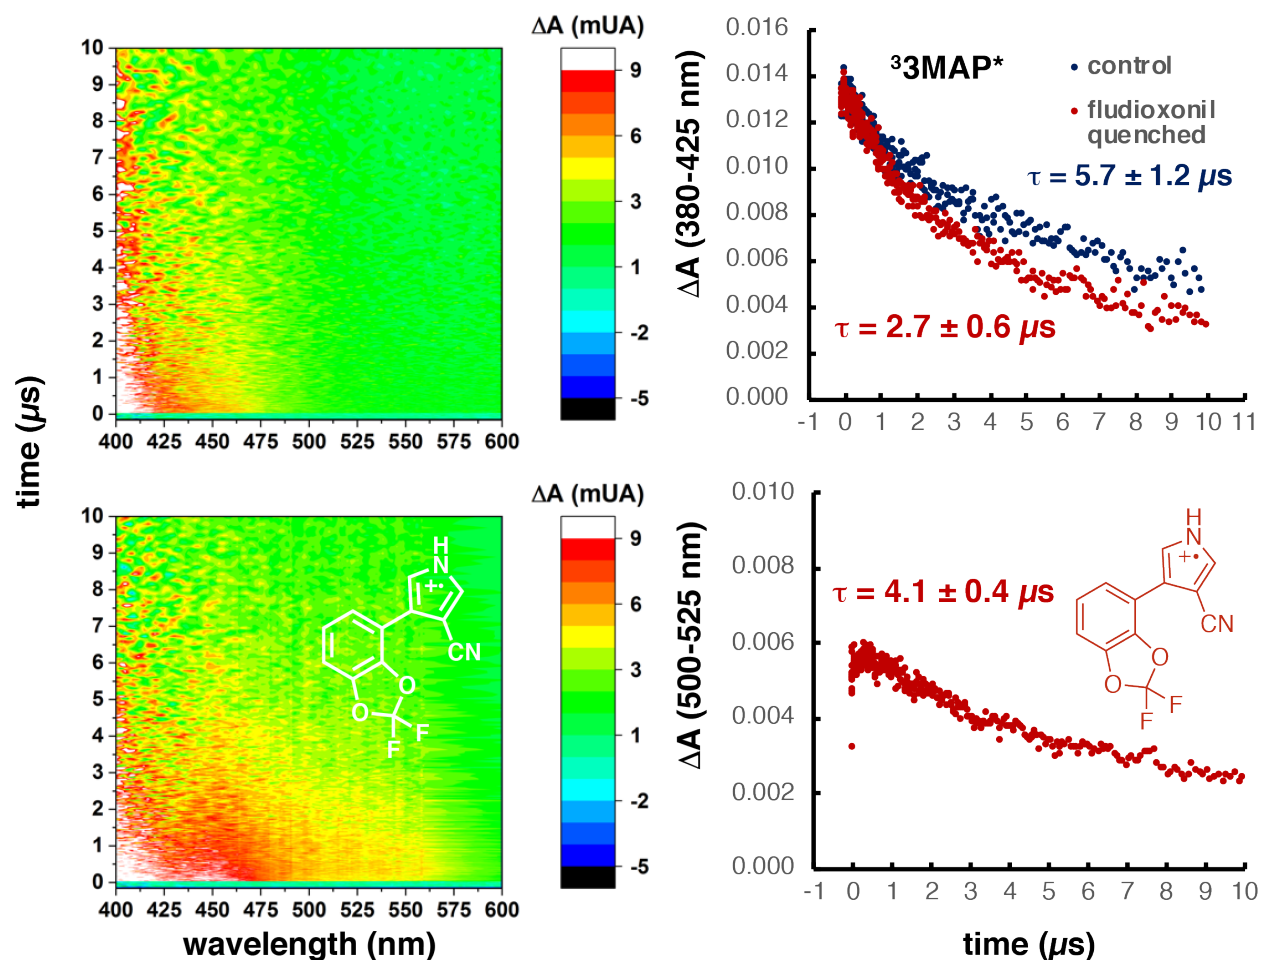 ΔA (mUA)
10
9
8
7
6
5
4
3
2
1
0
400 425 450 475 500 525 550 575 600
9
6
3
1
-2
-5
ΔA (380-425 nm)
0.016
0.014
0.012
0.010
0.008
0.006
0.004
0.002
0.000
³3MAP*
control
fludioxonil
quenched
τ = 5.7 ± 1.2 µs
τ = 2.7 ± 0.6 µs
-1 0 1 2 3 4 5 6 7 8 9 10 11
time (µs)
ΔA (mUA)
10
9
8
7
6
5
4
3
2
1
0
H
N
+•
CN
O
O
F
F
400 425 450 475 500 525 550 575 600
wavelength (nm)
9
6
3
1
-2
-5
ΔA (500-525 nm)
0.010
0.008
0.006
0.004
0.002
0.000
τ = 4.1 ± 0.4 µs
H
N
+•
CN
O
O
F
F
-1 0 1 2 3 4 5 6 7 8 9 10
time (µs)